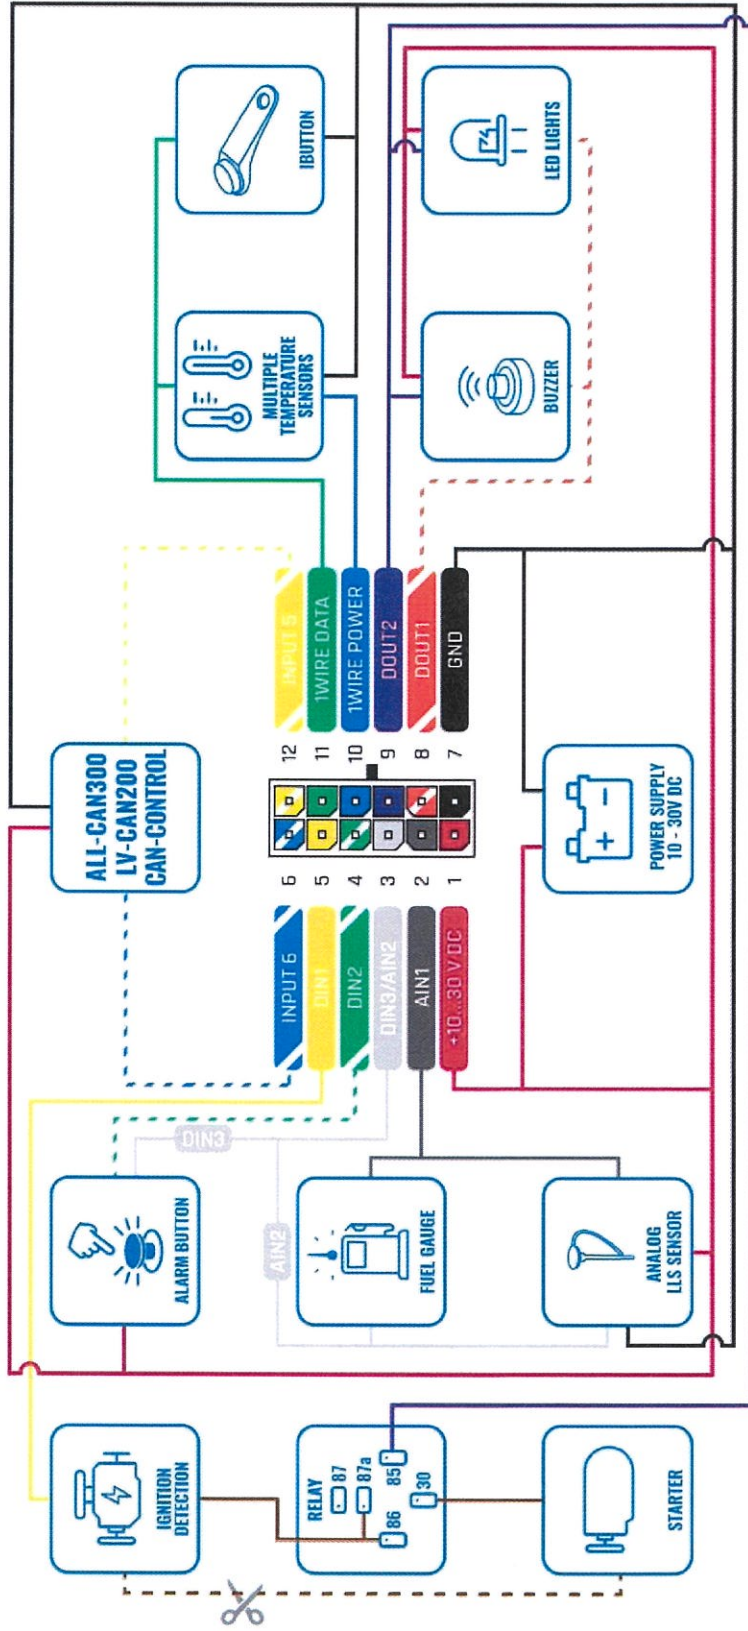 IGNITION
DETECTION
RELAY
87
87a
86
85
30
STARTER
ALARM BUTTON
FUEL GAUGE
ANALOG
LLS SENSOR
DIN3
AIN2
INPUT 6
DIN1
DIN2
DIN3/AIN2
AIN1
+10...30 V DC
6
5
4
3
2
1
ALL-CAN300
LV-CAN200
CAN-CONTROL
POWER SUPPLY
10 - 30V DC
12
11
10
9
8
7
INPUT 5
1WIRE DATA
1WIRE POWER
DOUT2
DOUT1
GND
MULTIPLE
TEMPERATURE
SENSORS
BUZZER
IBUTTON
LED LIGHTS